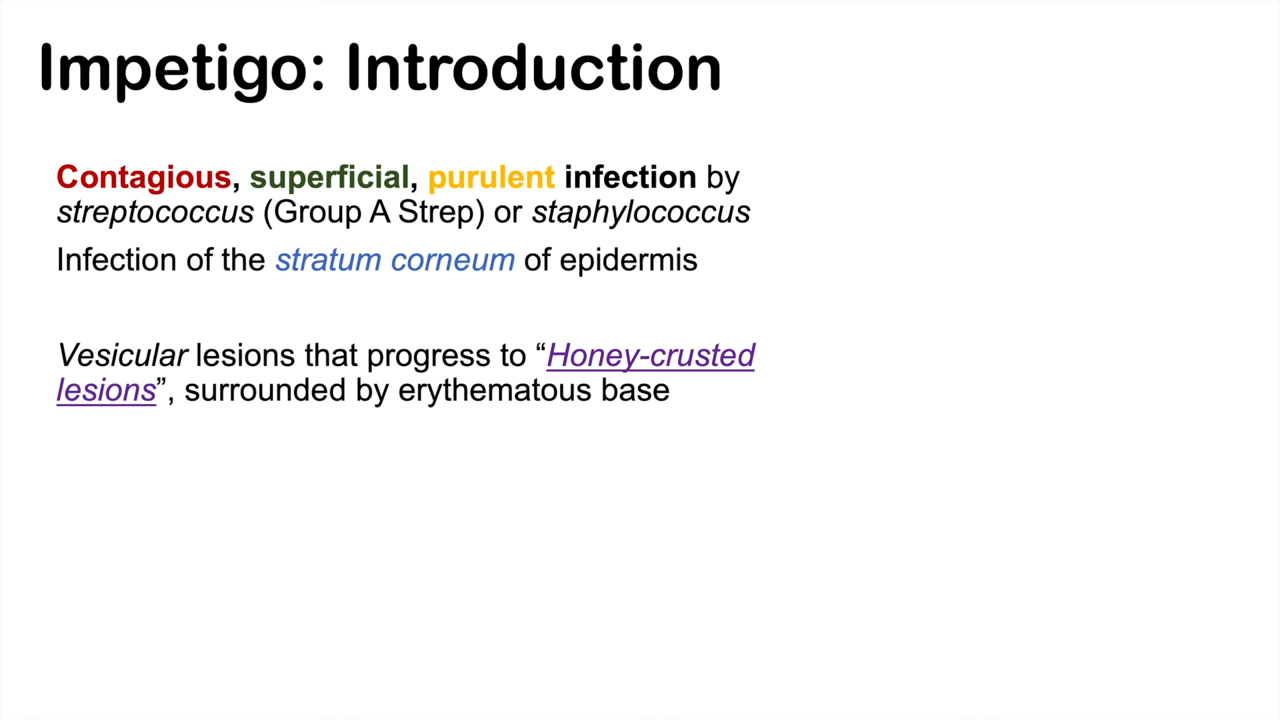 Impetigo: Introduction
Contagious, superficial, purulent infection by
streptococcus (Group A Strep) or staphylococcus
Infection of the stratum corneum of epidermis
Vesicular lesions that progress to “Honey-crusted
lesions”, surrounded by erythematous base